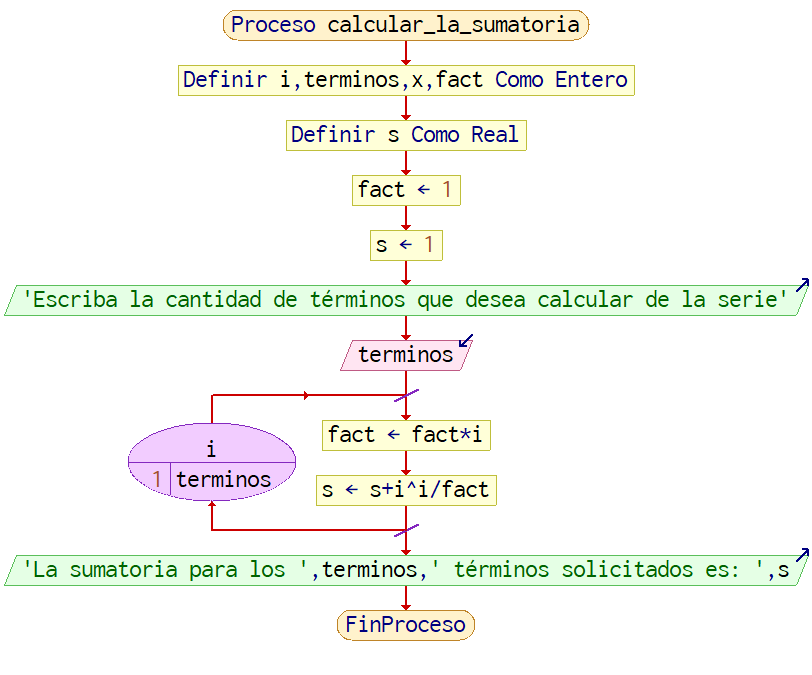 Proceso calcular_la_sumatoria
Definir i,terminos,x,fact Como Entero
Definir s Como Real
fact ← 1
s ← 1
'Escriba la cantidad de términos que desea calcular de la serie'
terminos
i
1 terminos
fact ← fact*i
s ← s+i^i/fact
'La sumatoria para los ',terminos,' términos solicitados es: ',s
FinProceso